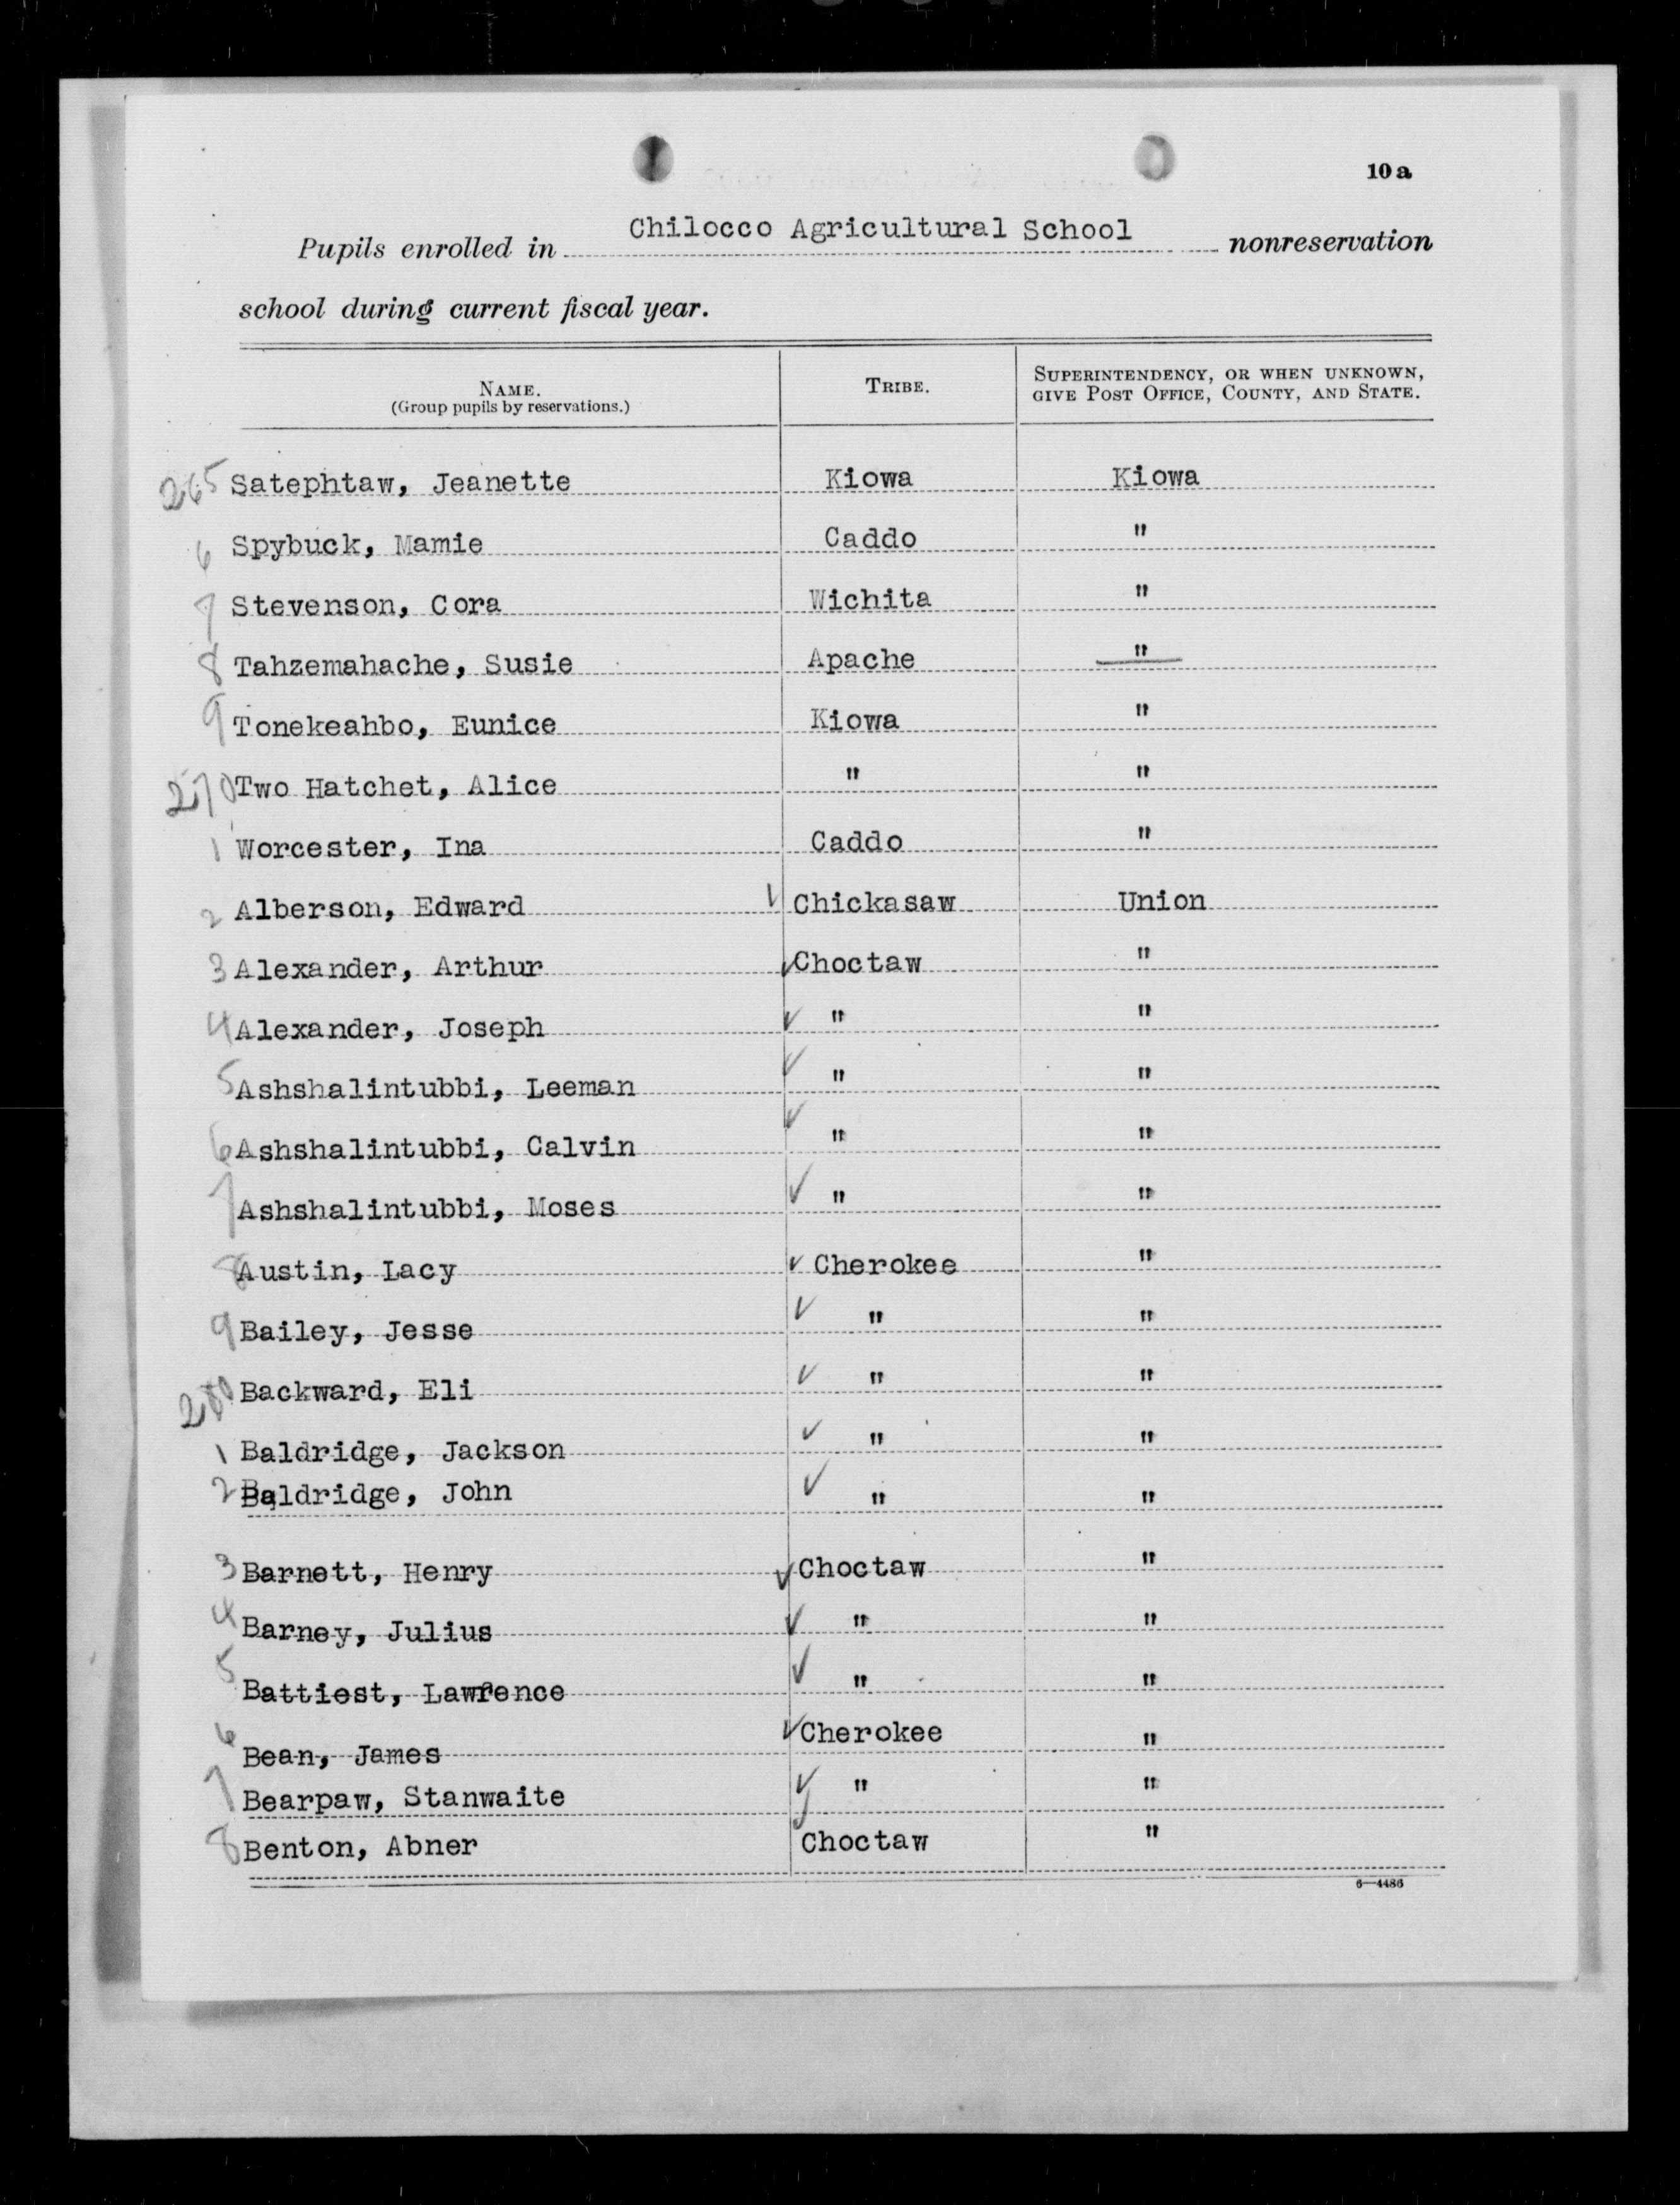 10 a
Pupils enrolled in Chilocco Agricultural School nonreservation
school during current fiscal year.
NAME. (Group pupils by reservations.) TRIBE. SUPERINTENDENCY, OR WHEN UNKNOWN, GIVE POST OFFICE, COUNTY, AND STATE.
265 Satephtaw, Jeanette Kiowa Kiowa
6 Spybuck, Mamie Caddo "
7 Stevenson, Cora Wichita "
8 Tahzemahache, Susie Apache "
9 Tonekeahbo, Eunice Kiowa "
270 Two Hatchet, Alice " "
1 Worcester, Ina Caddo "
2 Alberson, Edward ✓ Chickasaw Union
3 Alexander, Arthur ✓ Choctaw "
4 Alexander, Joseph ✓ " "
5 Ashshalintubbi, Leeman ✓ " "
6 Ashshalintubbi, Calvin ✓ " "
7 Ashshalintubbi, Moses ✓ " "
8 Austin, Lacy ✓ Cherokee "
9 Bailey, Jesse ✓ " "
280 Backward, Eli ✓ " "
1 Baldridge, Jackson ✓ " "
2 Baldridge, John ✓ " "
3 Barnett, Henry ✓ Choctaw "
4 Barney, Julius ✓ " "
5 Battiest, Lawrence ✓ " "
6 Bean, James ✓ Cherokee "
7 Bearpaw, Stanwaite ✓ " "
8 Benton, Abner ✓ Choctaw "
6—4486